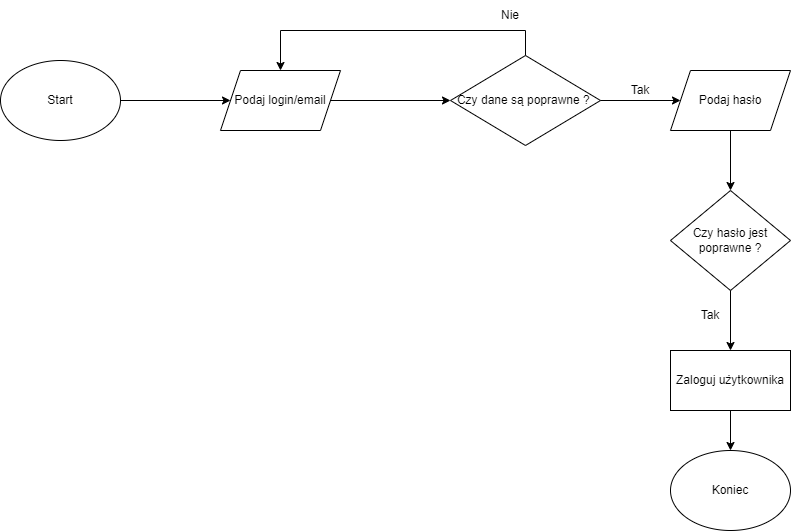 Nie
Start
Podaj login/email
Czy dane są poprawne ?
Tak
Podaj hasło
Czy hasło jest
poprawne ?
Tak
Zaloguj użytkownika
Koniec